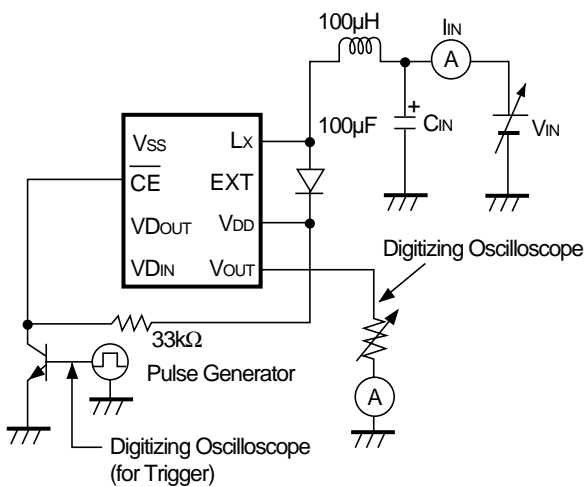 100µH
IIN
A
100µF
+
CIN
VIN
VSS
LX
CE
EXT
VDOUT
VDD
VDIN
VOUT
Digitizing Oscilloscope
33kΩ
Pulse Generator
A
Digitizing Oscilloscope
(for Trigger)